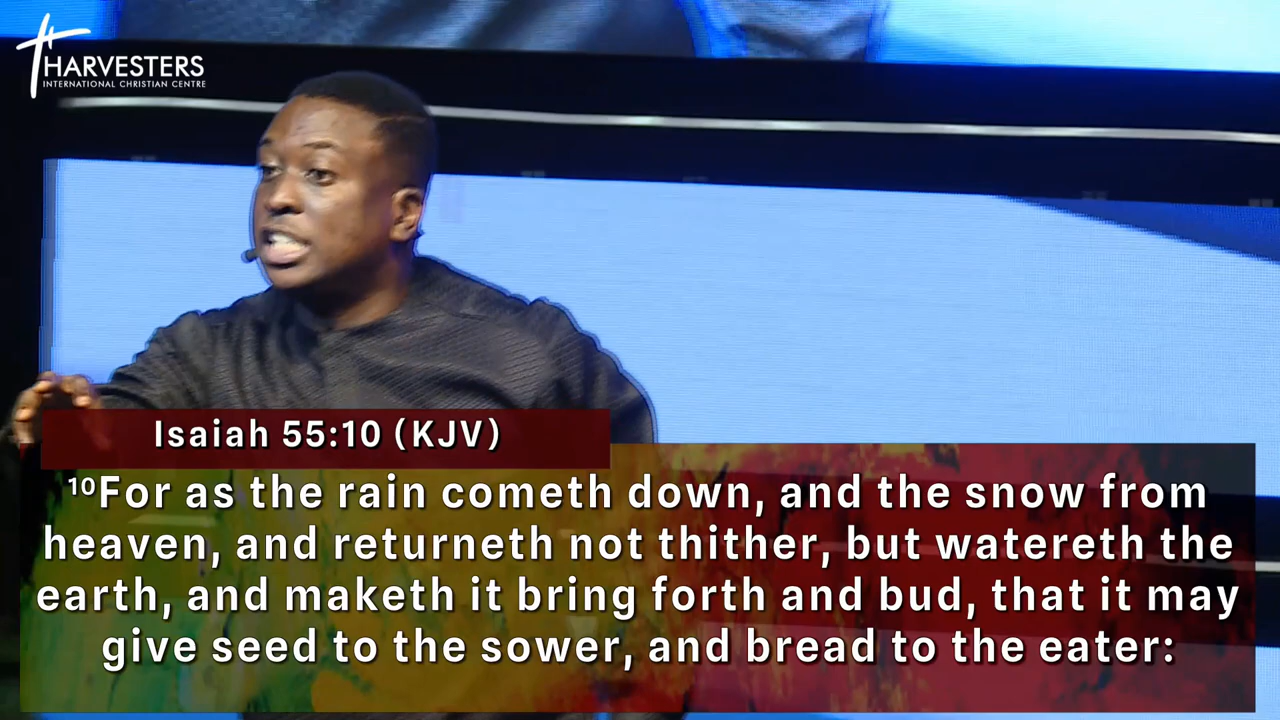 HARVESTERS
INTERNATIONAL CHRISTIAN CENTRE
Isaiah 55:10 (KJV)
¹⁰For as the rain cometh down, and the snow from
heaven, and returneth not thither, but watereth the
earth, and maketh it bring forth and bud, that it may
give seed to the sower, and bread to the eater: